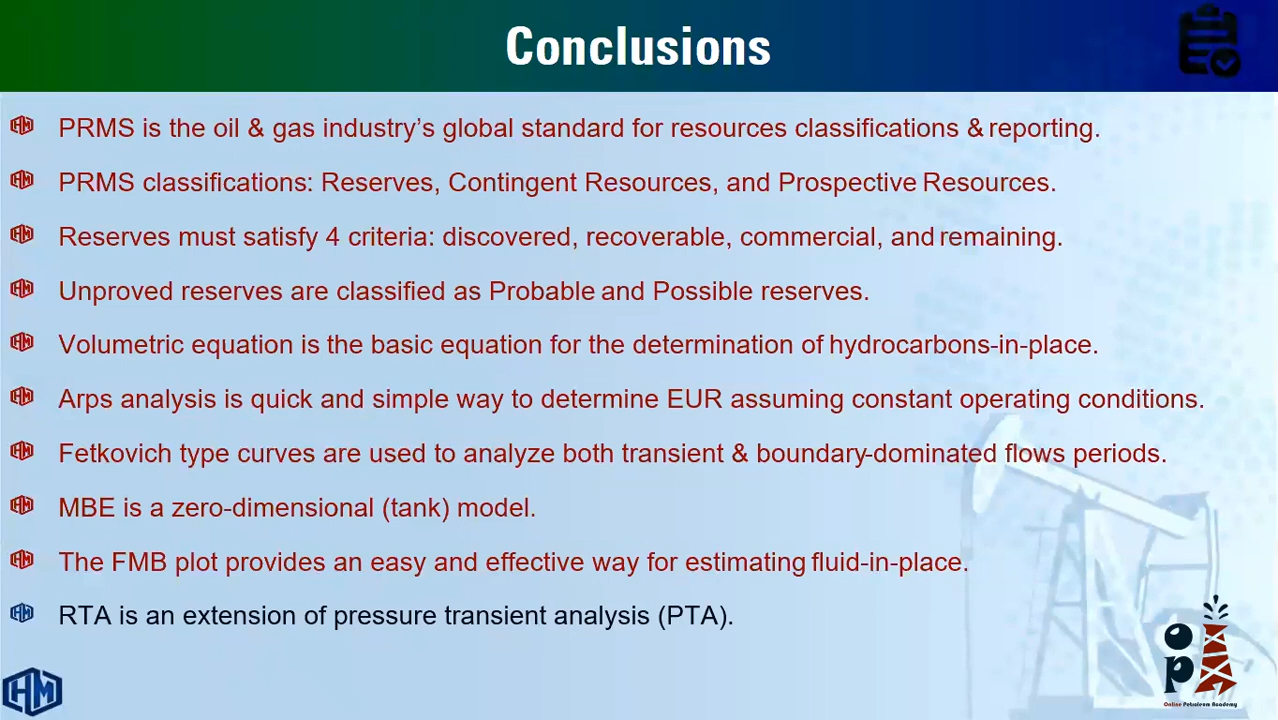 Conclusions
PRMS is the oil & gas industry’s global standard for resources classifications & reporting.
PRMS classifications: Reserves, Contingent Resources, and Prospective Resources.
Reserves must satisfy 4 criteria: discovered, recoverable, commercial, and remaining.
Unproved reserves are classified as Probable and Possible reserves.
Volumetric equation is the basic equation for the determination of hydrocarbons-in-place.
Arps analysis is quick and simple way to determine EUR assuming constant operating conditions.
Fetkovich type curves are used to analyze both transient & boundary-dominated flows periods.
MBE is a zero-dimensional (tank) model.
The FMB plot provides an easy and effective way for estimating fluid-in-place.
RTA is an extension of pressure transient analysis (PTA).
HM
OP
Online Petroleum Academy